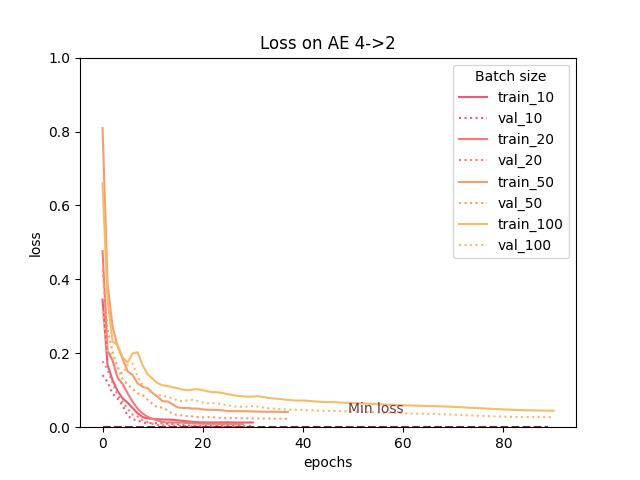 Loss on AE 4->2
1.0
0.8
0.6
0.4
0.2
0.0
loss
0
20
40
60
80
epochs
Min loss
Batch size
train_10
val_10
train_20
val_20
train_50
val_50
train_100
val_100